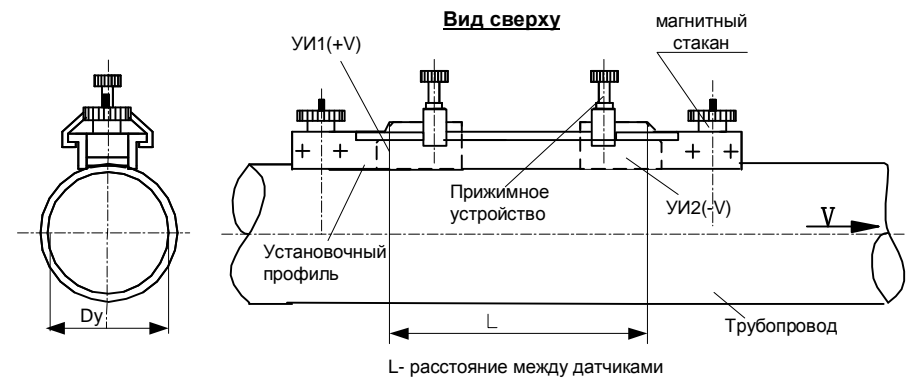 Вид сверху
УИ1(+V)
магнитный
стакан
Прижимное
устройство
УИ2(-V)
V
Установочный
профиль
Dy
L
Трубопровод
L- расстояние между датчиками